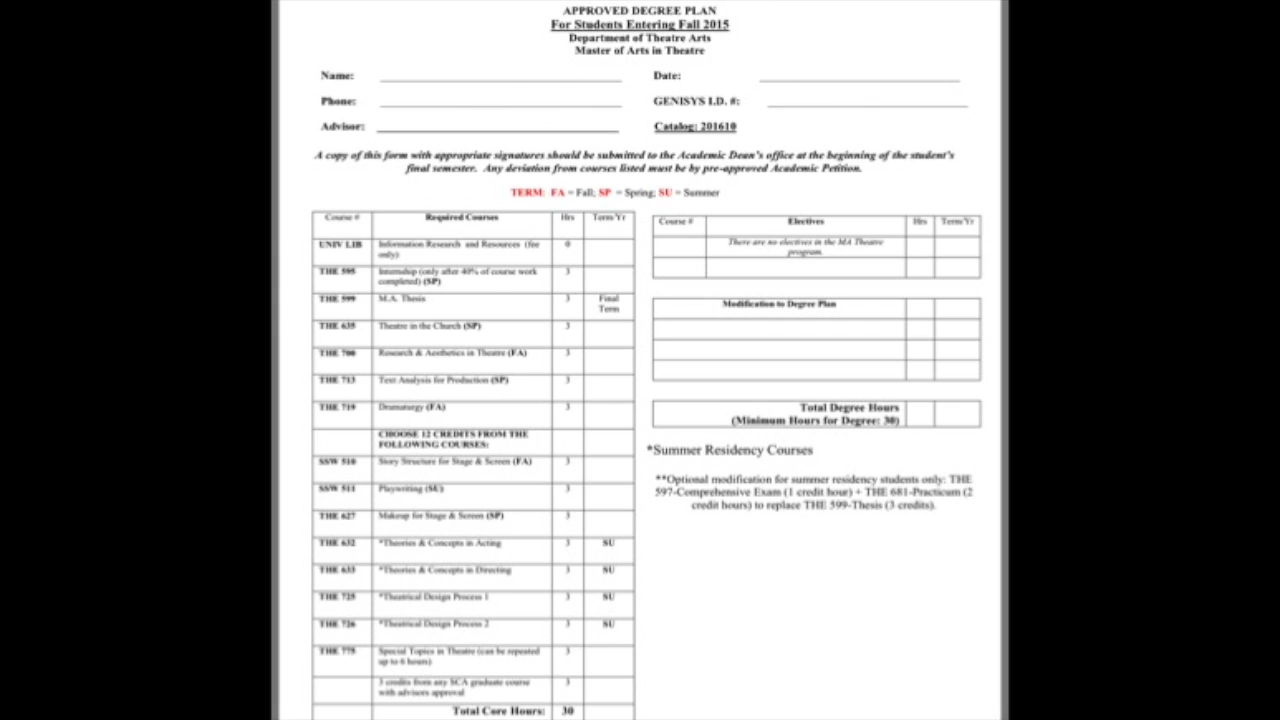 APPROVED DEGREE PLAN
For Students Entering Fall 2015
Department of Theatre Arts
Master of Arts in Theatre
Name: Date:
Phone: GENISYS I.D. #:
Advisor: Catalog: 201610
A copy of this form with appropriate signatures should be submitted to the Academic Dean's office at the beginning of the student's
final semester. Any deviation from courses listed must be by pre-approved Academic Petition.
TERM: FA = Fall; SP = Spring; SU = Summer
Course # Required Courses Hrs Term/Yr
UNIV LIB Information Research and Resources (fee 0
only)
THE 595 Internship (only after 40% of course work 3
completed) (SP)
THE 599 M.A. Thesis 3 Final
Term
THE 635 Theatre in the Church (SP) 3
THE 700 Research & Aesthetics in Theatre (FA) 3
THE 713 Text Analysis for Production (SP) 3
THE 719 Dramaturgy (FA) 3
CHOOSE 12 CREDITS FROM THE
FOLLOWING COURSES:
SSW 510 Story Structure for Stage & Screen (FA) 3
SSW 511 Playwriting (SU) 3
THE 627 Makeup for Stage & Screen (SP) 3
THE 632 *Theories & Concepts in Acting 3 SU
THE 633 *Theories & Concepts in Directing 3 SU
THE 725 *Theatrical Design Process 1 3 SU
THE 726 *Theatrical Design Process 2 3 SU
THE 775 Special Topics in Theatre (can be repeated 3
up to 6 hours)
3 credits from any SCA graduate course 3
with advisors approval
Total Core Hours: 30
Course # Electives Hrs Term/Yr
There are no electives in the MA Theatre
program.
Modification to Degree Plan
Total Degree Hours
(Minimum Hours for Degree: 30)
*Summer Residency Courses
**Optional modification for summer residency students only: THE
597-Comprehensive Exam (1 credit hour) + THE 681-Practicum (2
credit hours) to replace THE 599-Thesis (3 credits).